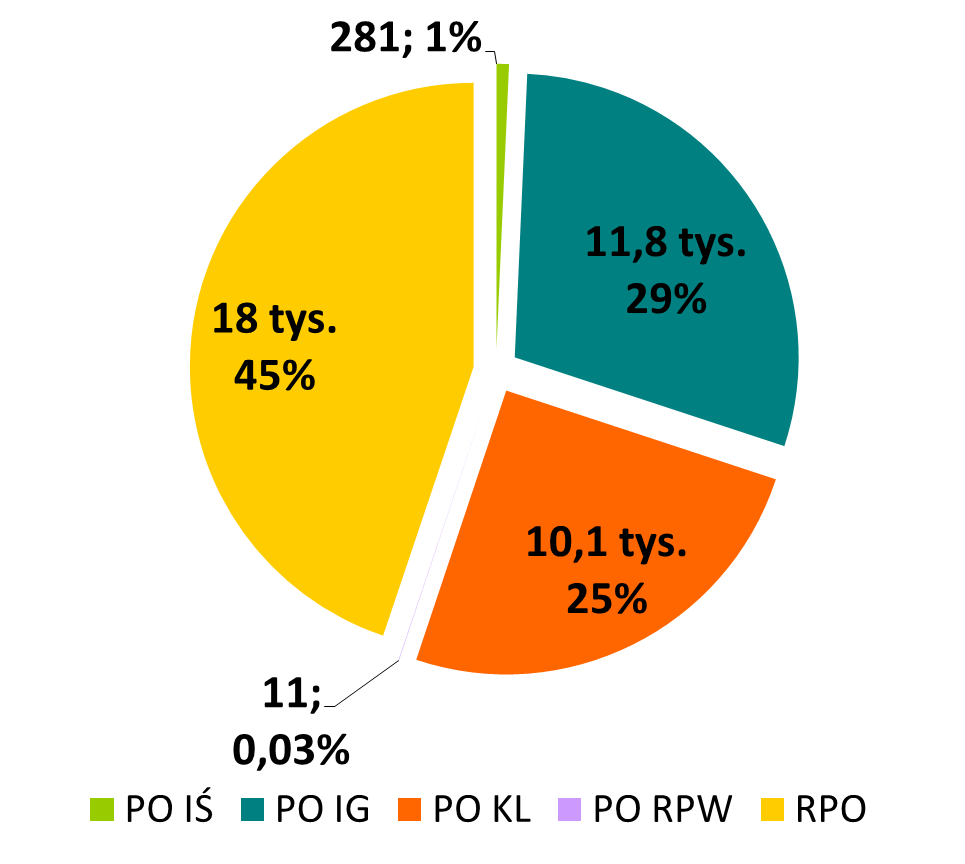 281; 1%
11,8 tys.
29%
18 tys.
45%
10,1 tys.
25%
11;
0,03%
PO IŚ PO IG PO KL PO RPW RPO